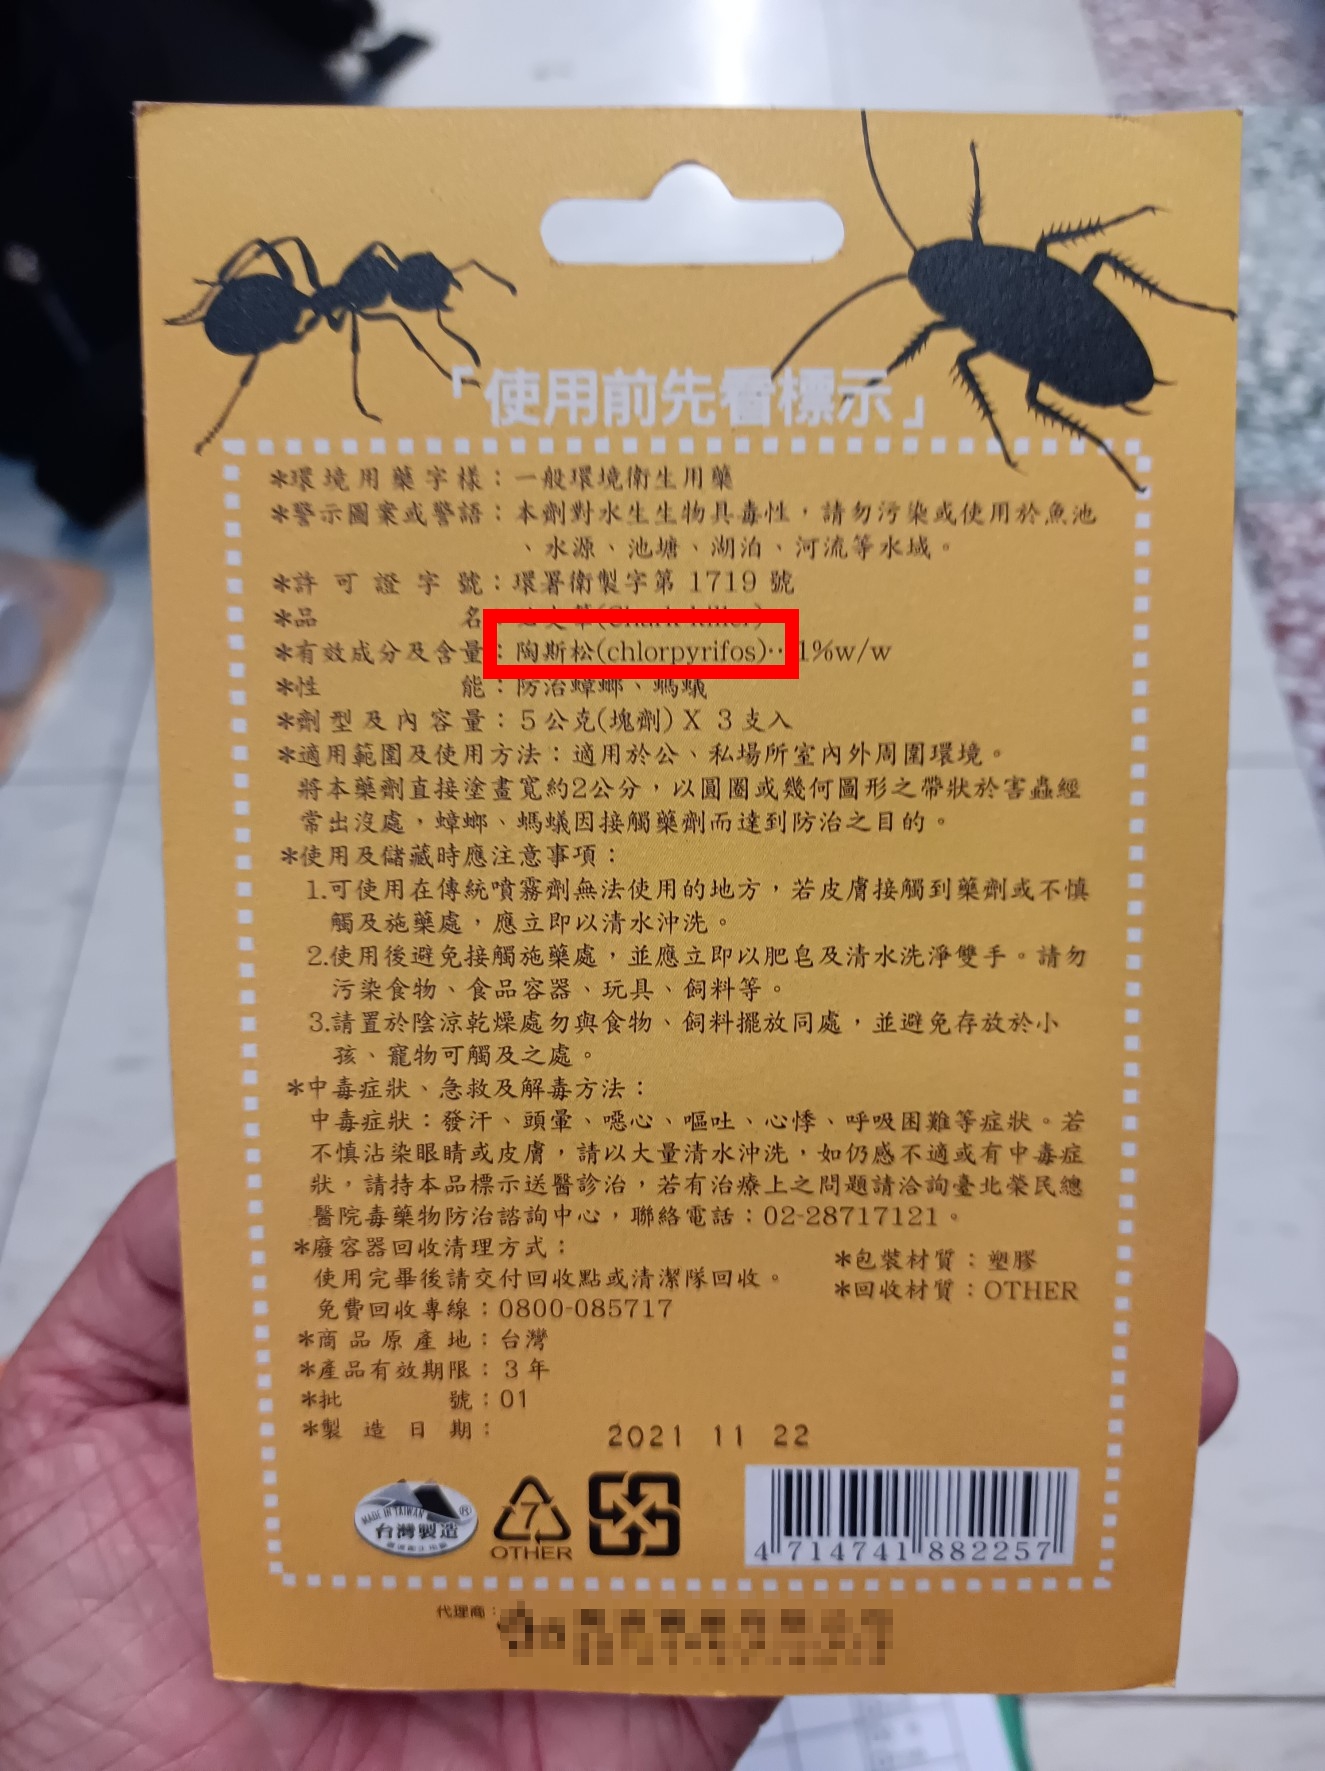 「使用前先看標示」
*環境用藥字樣：一般環境衛生用藥
*警示圖案或警語：本劑對水生生物具毒性，請勿污染或使用於魚池
、水源、池塘、湖泊、河流等水域。
*許可證字號：環署衛製字第 1719 號
*品名
*有效成分及含量：陶斯松(chlorpyrifos)‥1%w/w
*性能：防治蟑螂、螞蟻
*劑型及內容量：5公克(塊劑) X 3支入
*適用範圍及使用方法：適用於公、私場所室內外周圍環境。
將本藥劑直接塗畫寬約2公分，以圓圈或幾何圖形之帶狀於害蟲經
常出沒處，蟑螂、螞蟻因接觸藥劑而達到防治之目的。
*使用及儲藏時應注意事項：
1.可使用在傳統噴霧劑無法使用的地方，若皮膚接觸到藥劑或不慎
觸及施藥處，應立即以清水沖洗。
2.使用後避免接觸施藥處，並應立即以肥皂及清水洗淨雙手。請勿
污染食物、食品容器、玩具、飼料等。
3.請置於陰涼乾燥處勿與食物、飼料擺放同處，並避免存放於小
孩、寵物可觸及之處。
*中毒症狀、急救及解毒方法：
中毒症狀：發汗、頭暈、噁心、嘔吐、心悸、呼吸困難等症狀。若
不慎沾染眼睛或皮膚，請以大量清水沖洗，如仍感不適或有中毒症
狀，請持本品標示送醫診治，若有治療上之問題請洽詢臺北榮民總
醫院毒藥物防治諮詢中心，聯絡電話：02-28717121。
*廢容器回收清理方式：
使用完畢後請交付回收點或清潔隊回收。
免費回收專線：0800-085717
*包裝材質：塑膠
*回收材質：OTHER
*商品原產地：台灣
*產品有效期限：3年
*批號：01
*製造日期：2021 11 22
MADE IN TAIWAN ®
台灣製造
7
OTHER
4 714741 882257
代理商：